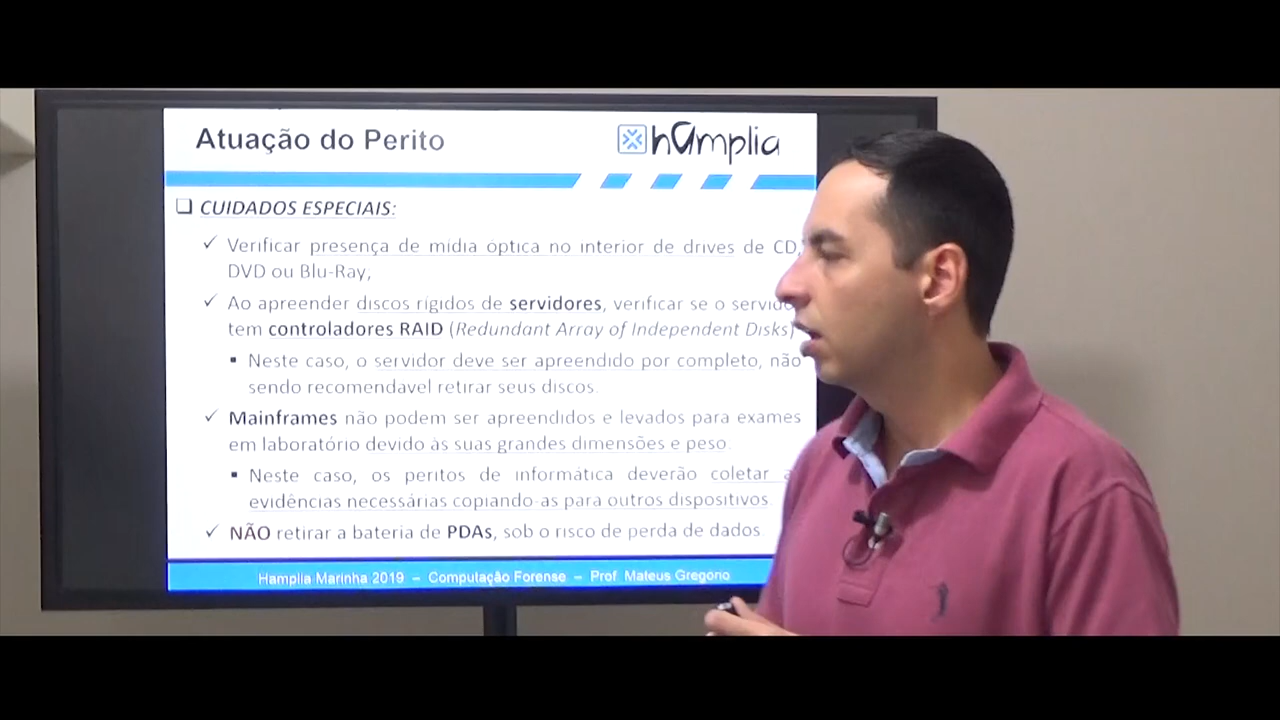 Atuação do Perito
hamplia
CUIDADOS ESPECIAIS:
Verificar presença de mídia óptica no interior de drives de CD,
DVD ou Blu-Ray;
Ao apreender discos rígidos de servidores, verificar se o servido
tem controladores RAID (Redundant Array of Independent Disks)
Neste caso, o servidor deve ser apreendido por completo, não
sendo recomendavel retirar seus discos.
Mainframes não podem ser apreendidos e levados para exames
em laboratório devido às suas grandes dimensões e peso.
Neste caso, os peritos de informática deverão coletar a
evidências necessárias copiando-as para outros dispositivos.
NÃO retirar a bateria de PDAs, sob o risco de perda de dados
Hamplia Marinha 2019 – Computação Forense – Prof Mateus Gregorio